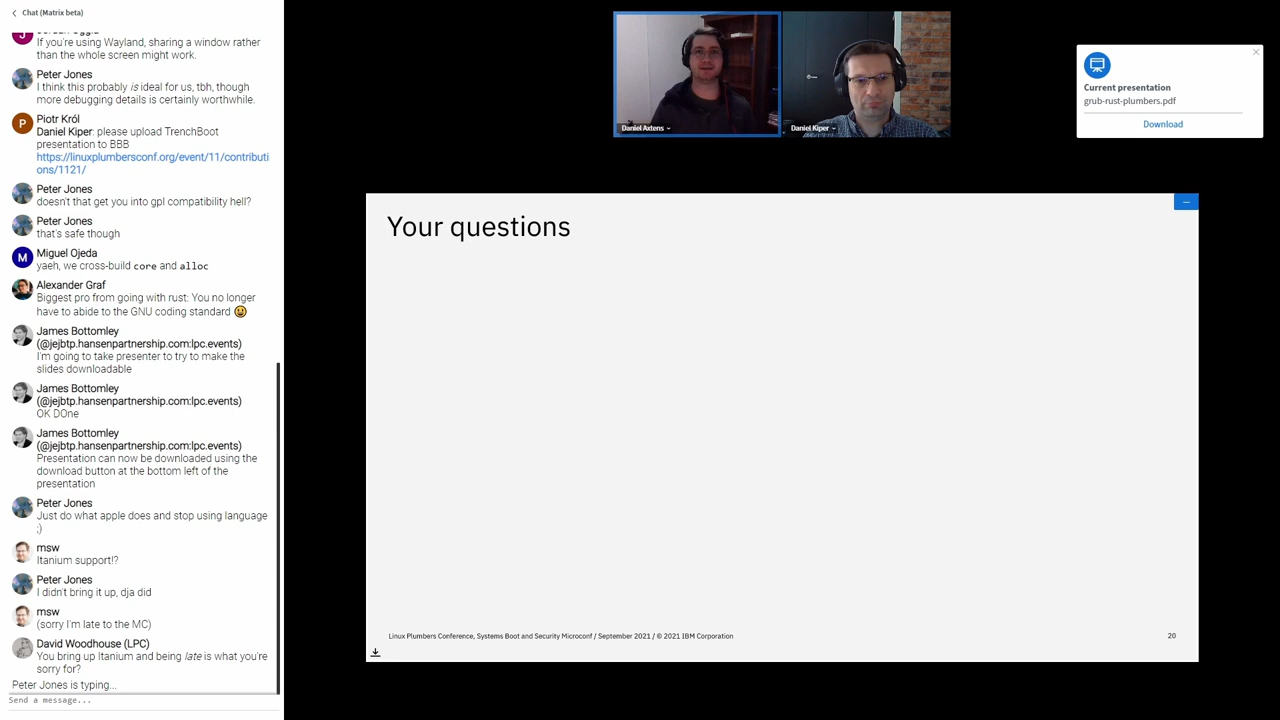 Chat (Matrix beta)
If you're using Wayland, sharing a window rather
than the whole screen might work.
Peter Jones
I think this probably is ideal for us, tbh, though
more debugging details is certainly worthwhile.
P
Piotr Król
Daniel Kiper: please upload TrenchBoot
presentation to BBB
https://linuxplumbersconf.org/event/11/contributi
ons/1121/
Peter Jones
doesn't that get you into gpl compatibility hell?
Peter Jones
that's safe though
M
Miguel Ojeda
yaeh, we cross-build core and alloc
Alexander Graf
Biggest pro from going with rust: You no longer
have to abide to the GNU coding standard 😃
James Bottomley
(@jejbtp.hansenpartnership.com:lpc.events)
I'm going to take presenter to try to make the
slides downloadable
James Bottomley
(@jejbtp.hansenpartnership.com:lpc.events)
OK DOne
James Bottomley
(@jejbtp.hansenpartnership.com:lpc.events)
Presentation can now be downloaded using the
download button at the bottom left of the
presentation
Peter Jones
Just do what apple does and stop using language
;)
msw
Itanium support!?
Peter Jones
I didn't bring it up, dja did
msw
(sorry I'm late to the MC)
David Woodhouse (LPC)
You bring up Itanium and being late is what you're
sorry for?
Peter Jones is typing...
Send a message...
Daniel Axtens
Daniel Kiper
Current presentation
grub-rust-plumbers.pdf
Download
Your questions
Linux Plumbers Conference, Systems Boot and Security Microconf / September 2021 / © 2021 IBM Corporation
20